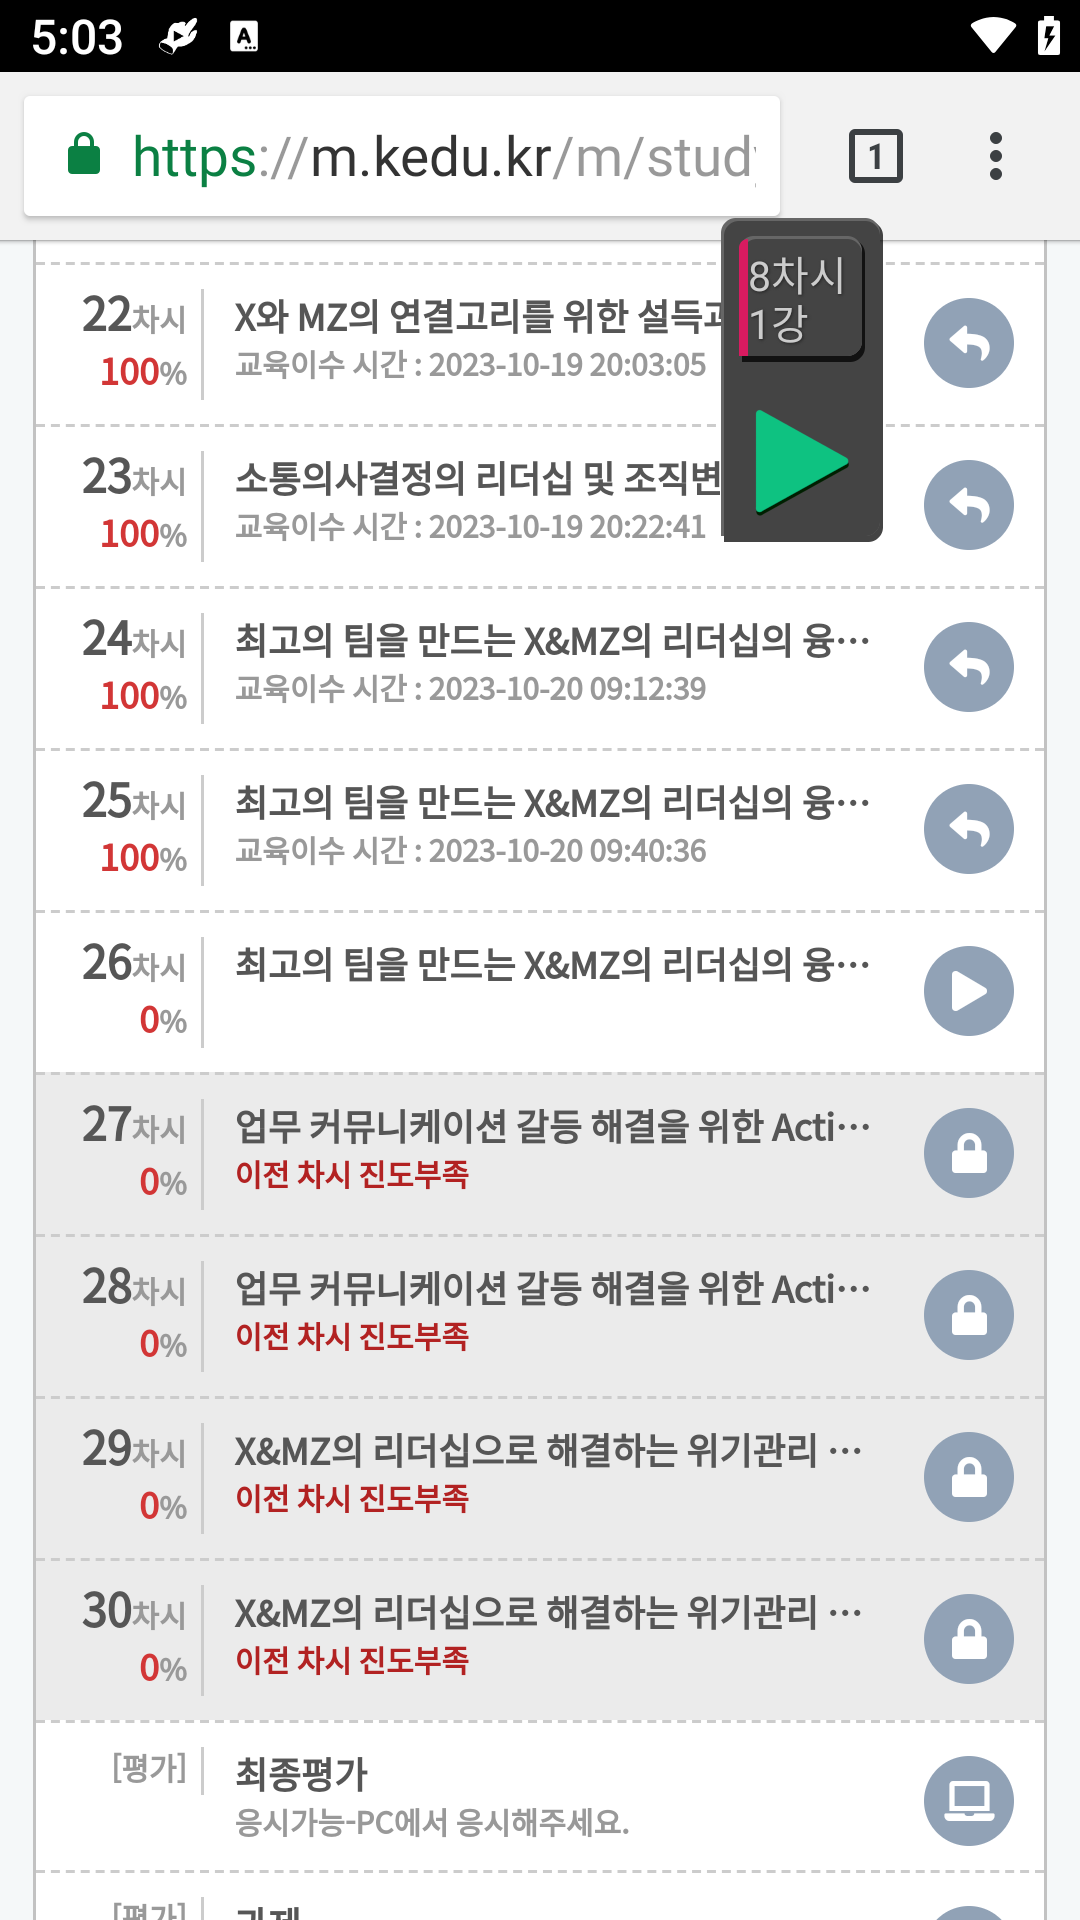 5:03
https://m.kedu.kr/m/stud
1
8차시
1강
22차시
X와 MZ의 연결고리를 위한 설득과
100%
교육이수 시간 : 2023-10-19 20:03:05
23차시
소통의사결정의 리더십 및 조직변
100%
교육이수 시간 : 2023-10-19 20:22:41
24차시
최고의 팀을 만드는 X&MZ의 리더십의 융…
100%
교육이수 시간 : 2023-10-20 09:12:39
25차시
최고의 팀을 만드는 X&MZ의 리더십의 융…
100%
교육이수 시간 : 2023-10-20 09:40:36
26차시
최고의 팀을 만드는 X&MZ의 리더십의 융…
0%
27차시
업무 커뮤니케이션 갈등 해결을 위한 Acti…
0%
이전 차시 진도부족
28차시
업무 커뮤니케이션 갈등 해결을 위한 Acti…
0%
이전 차시 진도부족
29차시
X&MZ의 리더십으로 해결하는 위기관리 …
0%
이전 차시 진도부족
30차시
X&MZ의 리더십으로 해결하는 위기관리 …
0%
이전 차시 진도부족
[평가]
최종평가
응시가능-PC에서 응시해주세요.
[평가]
과제